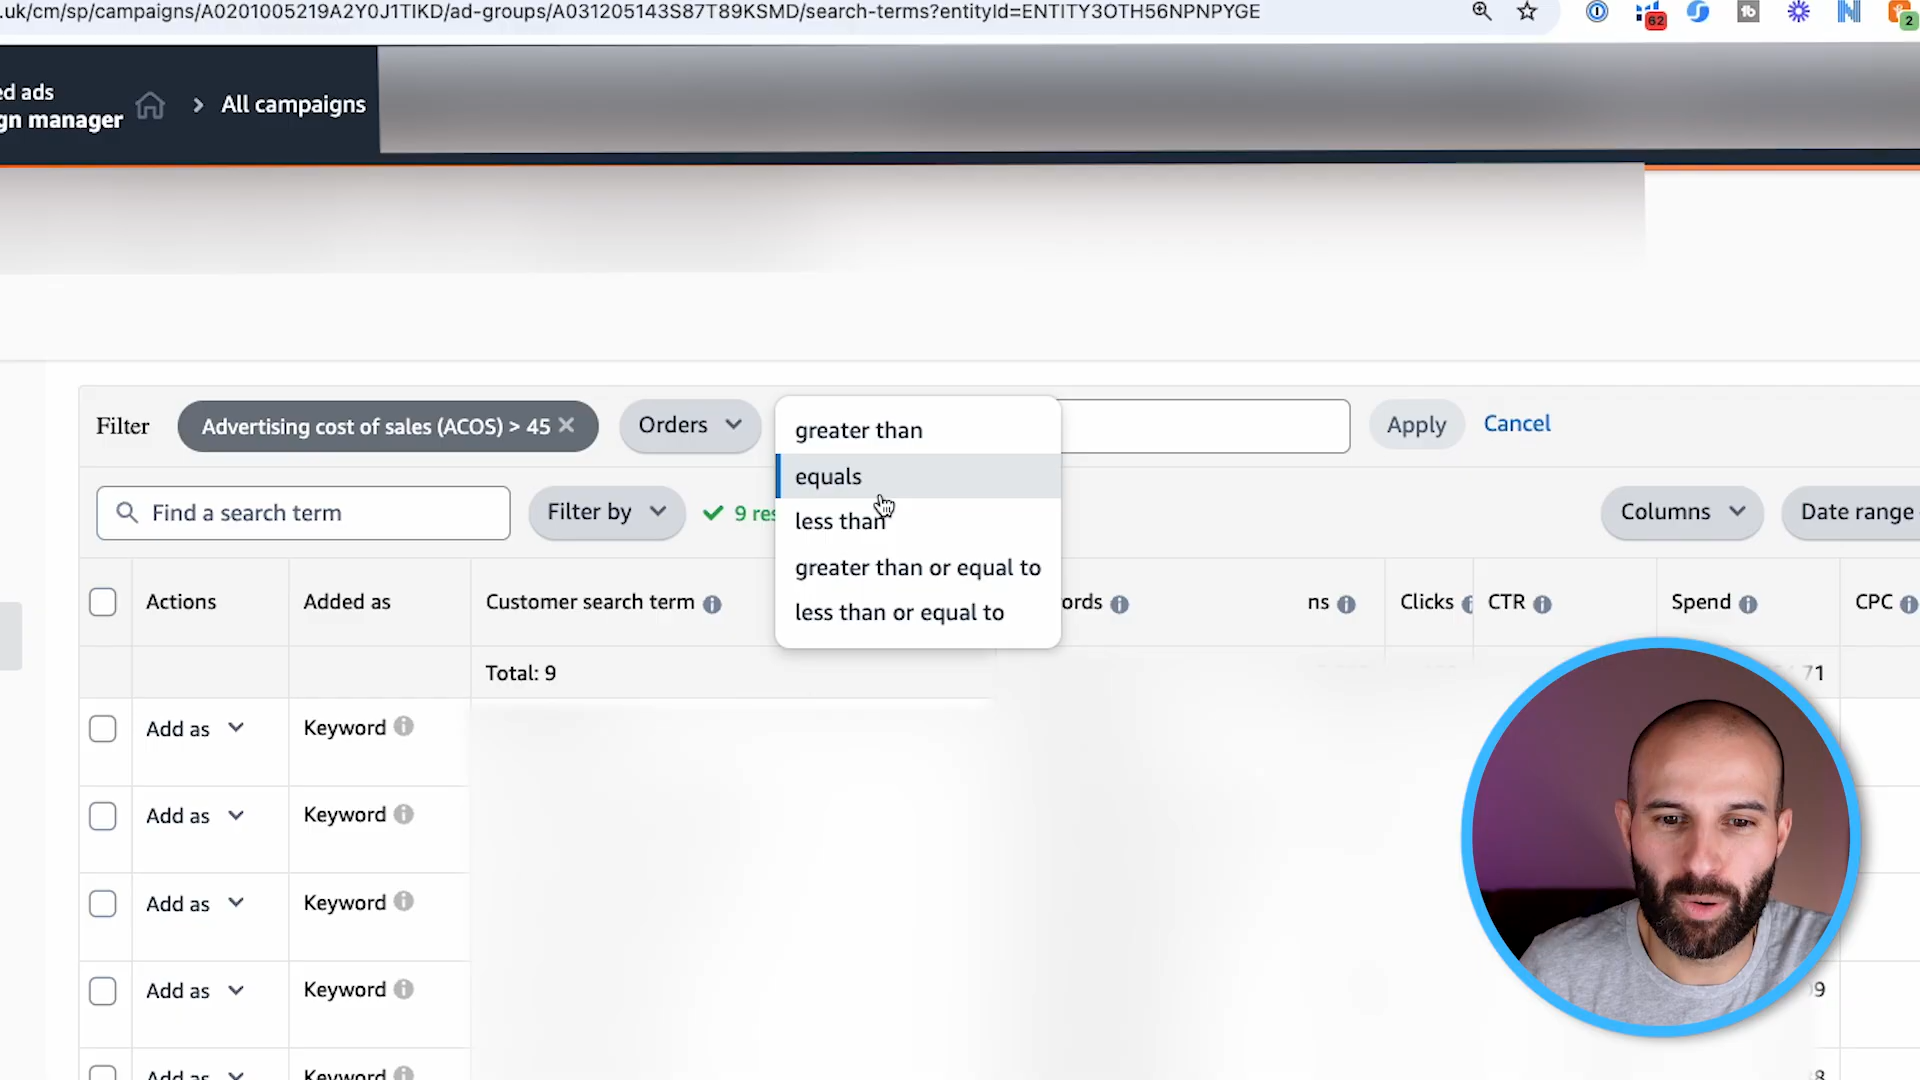 .uk/cm/sp/campaigns/A0201005219A2Y0J1TIKD/ad-groups/A031205143S87T89KSMD/search-terms?entityId=ENTITY3OTH56NPNPYGE
62
2
ed ads
gn manager
All campaigns
Filter
Advertising cost of sales (ACOS) > 45
Orders
greater than
equals
less than
greater than or equal to
less than or equal to
Apply
Cancel
Find a search term
Filter by
9 res
Columns
Date range
Actions
Added as
Customer search term
ords
ns
Clicks
CTR
Spend
CPC
Total: 9
71
Add as
Keyword
Add as
Keyword
Add as
Keyword
Add as
Keyword
9
Add as
Keyword
8